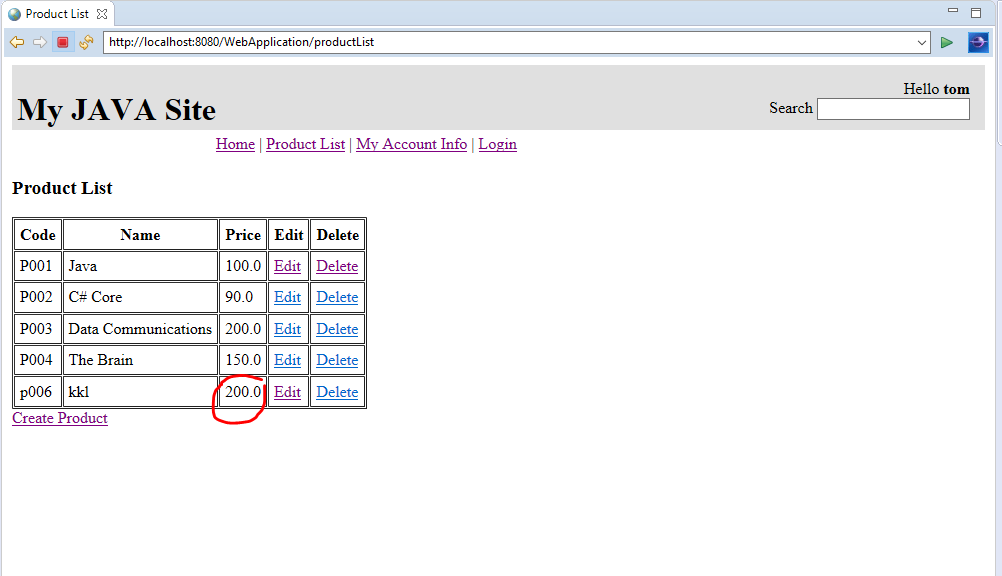 Product List
http://localhost:8080/WebApplication/productList
My JAVA Site
Hello tom
Search
Home | Product List | My Account Info | Login
Product List
Code Name Price Edit Delete
P001 Java 100.0 Edit Delete
P002 C# Core 90.0 Edit Delete
P003 Data Communications 200.0 Edit Delete
P004 The Brain 150.0 Edit Delete
p006 kkl 200.0 Edit Delete
Create Product